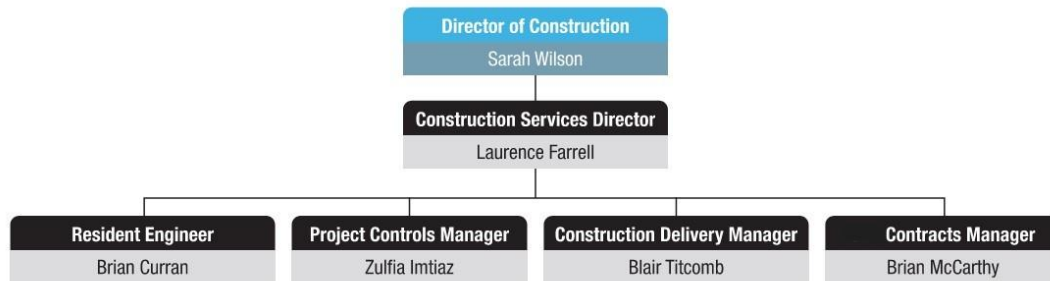 Director of Construction
Sarah Wilson
Construction Services Director
Laurence Farrell
Resident Engineer
Brian Curran
Project Controls Manager
Zulfia Imtiaz
Construction Delivery Manager
Blair Titcomb
Contracts Manager
Brian McCarthy